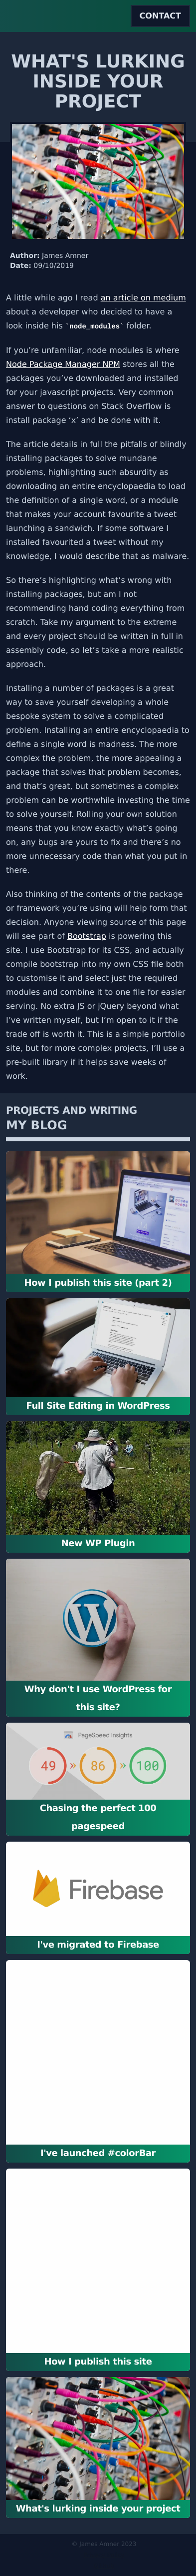 CONTACT
WHAT'S LURKING
INSIDE YOUR
PROJECT
Author: James Amner
Date: 09/10/2019
A little while ago I read an article on medium
about a developer who decided to have a
look inside his `node_modules` folder.
If you’re unfamiliar, node modules is where
Node Package Manager NPM stores all the
packages you’ve downloaded and installed
for your javascript projects. Very common
answer to questions on Stack Overflow is
install package ‘x’ and be done with it.
The article details in full the pitfalls of blindly
installing packages to solve mundane
problems, highlighting such absurdity as
downloading an entire encyclopaedia to load
the definition of a single word, or a module
that makes your account favourite a tweet
launching a sandwich. If some software I
installed favourited a tweet without my
knowledge, I would describe that as malware.
So there’s highlighting what’s wrong with
installing packages, but am I not
recommending hand coding everything from
scratch. Take my argument to the extreme
and every project should be written in full in
assembly code, so let’s take a more realistic
approach.
Installing a number of packages is a great
way to save yourself developing a whole
bespoke system to solve a complicated
problem. Installing an entire encyclopaedia to
define a single word is madness. The more
complex the problem, the more appealing a
package that solves that problem becomes,
and that’s great, but sometimes a complex
problem can be worthwhile investing the time
to solve yourself. Rolling your own solution
means that you know exactly what’s going
on, any bugs are yours to fix and there’s no
more unnecessary code than what you put in
there.
Also thinking of the contents of the package
or framework you’re using will help form that
decision. Anyone viewing source of this page
will see part of Bootstrap is powering this
site. I use Bootstrap for its CSS, and actually
compile bootstrap into my own CSS file both
to customise it and select just the required
modules and combine it to one file for easier
serving. No extra JS or jQuery beyond what
I’ve written myself, but I’m open to it if the
trade off is worth it. This is a simple portfolio
site, but for more complex projects, I’ll use a
pre-built library if it helps save weeks of
work.
PROJECTS AND WRITING
MY BLOG
How I publish this site (part 2)
Full Site Editing in WordPress
New WP Plugin
Why don't I use WordPress for
this site?
PageSpeed Insights
49 » 86 » 100
Chasing the perfect 100
pagespeed
Firebase
I've migrated to Firebase
I've launched #colorBar
How I publish this site
What's lurking inside your project
© James Amner 2023